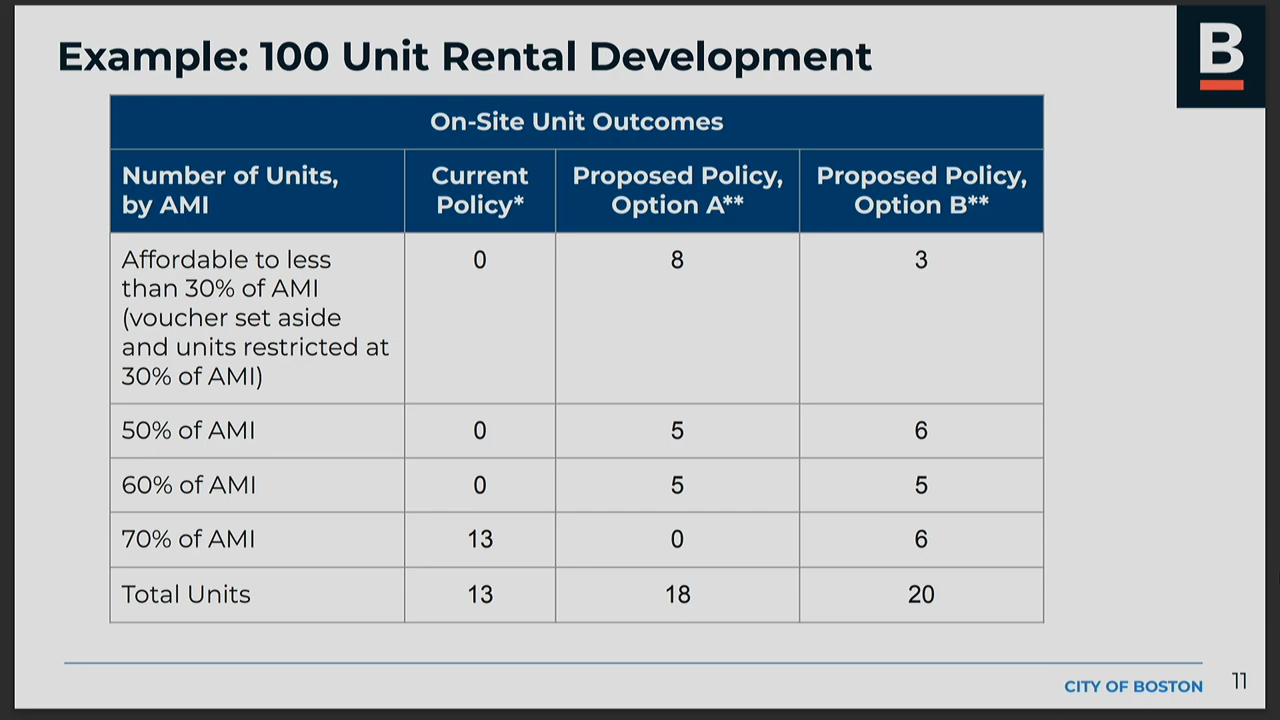 Example: 100 Unit Rental Development
B
On-Site Unit Outcomes
Number of Units,
by AMI
Current
Policy*
Proposed Policy,
Option A**
Proposed Policy,
Option B**
Affordable to less
than 30% of AMI
(voucher set aside
and units restricted at
30% of AMI)
0
8
3
50% of AMI
0
5
6
60% of AMI
0
5
5
70% of AMI
13
0
6
Total Units
13
18
20
CITY OF BOSTON
11